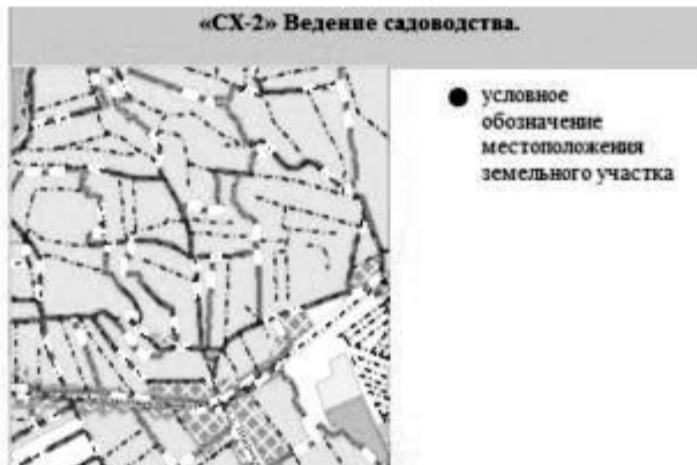 «СХ-2» Ведение садоводства.
условное
обозначение
местоположения
земельного участка